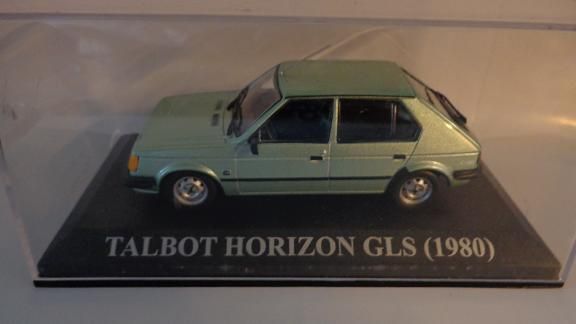 TALBOT HORIZON GLS (1980)